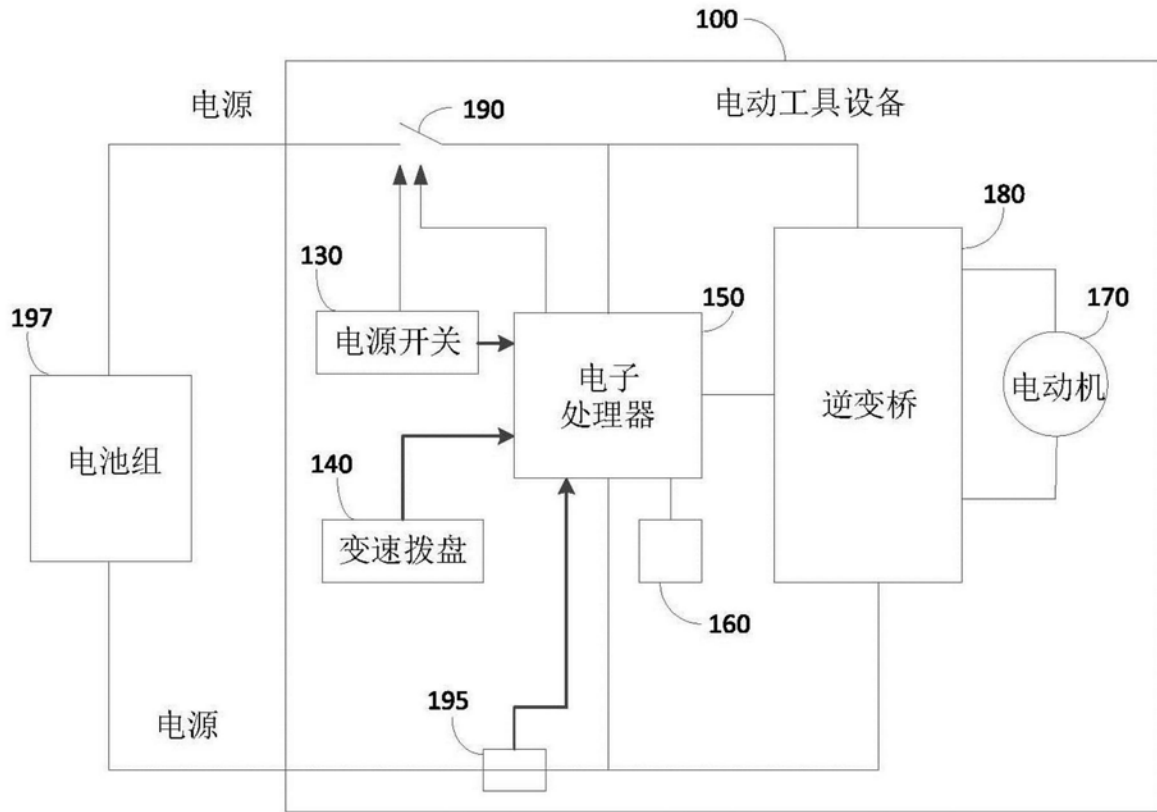 100
电源
190
电动工具设备
180
130
150
170
197
电源开关
电子
处理器
逆变桥
电动机
电池组
140
变速拨盘
160
195
电源